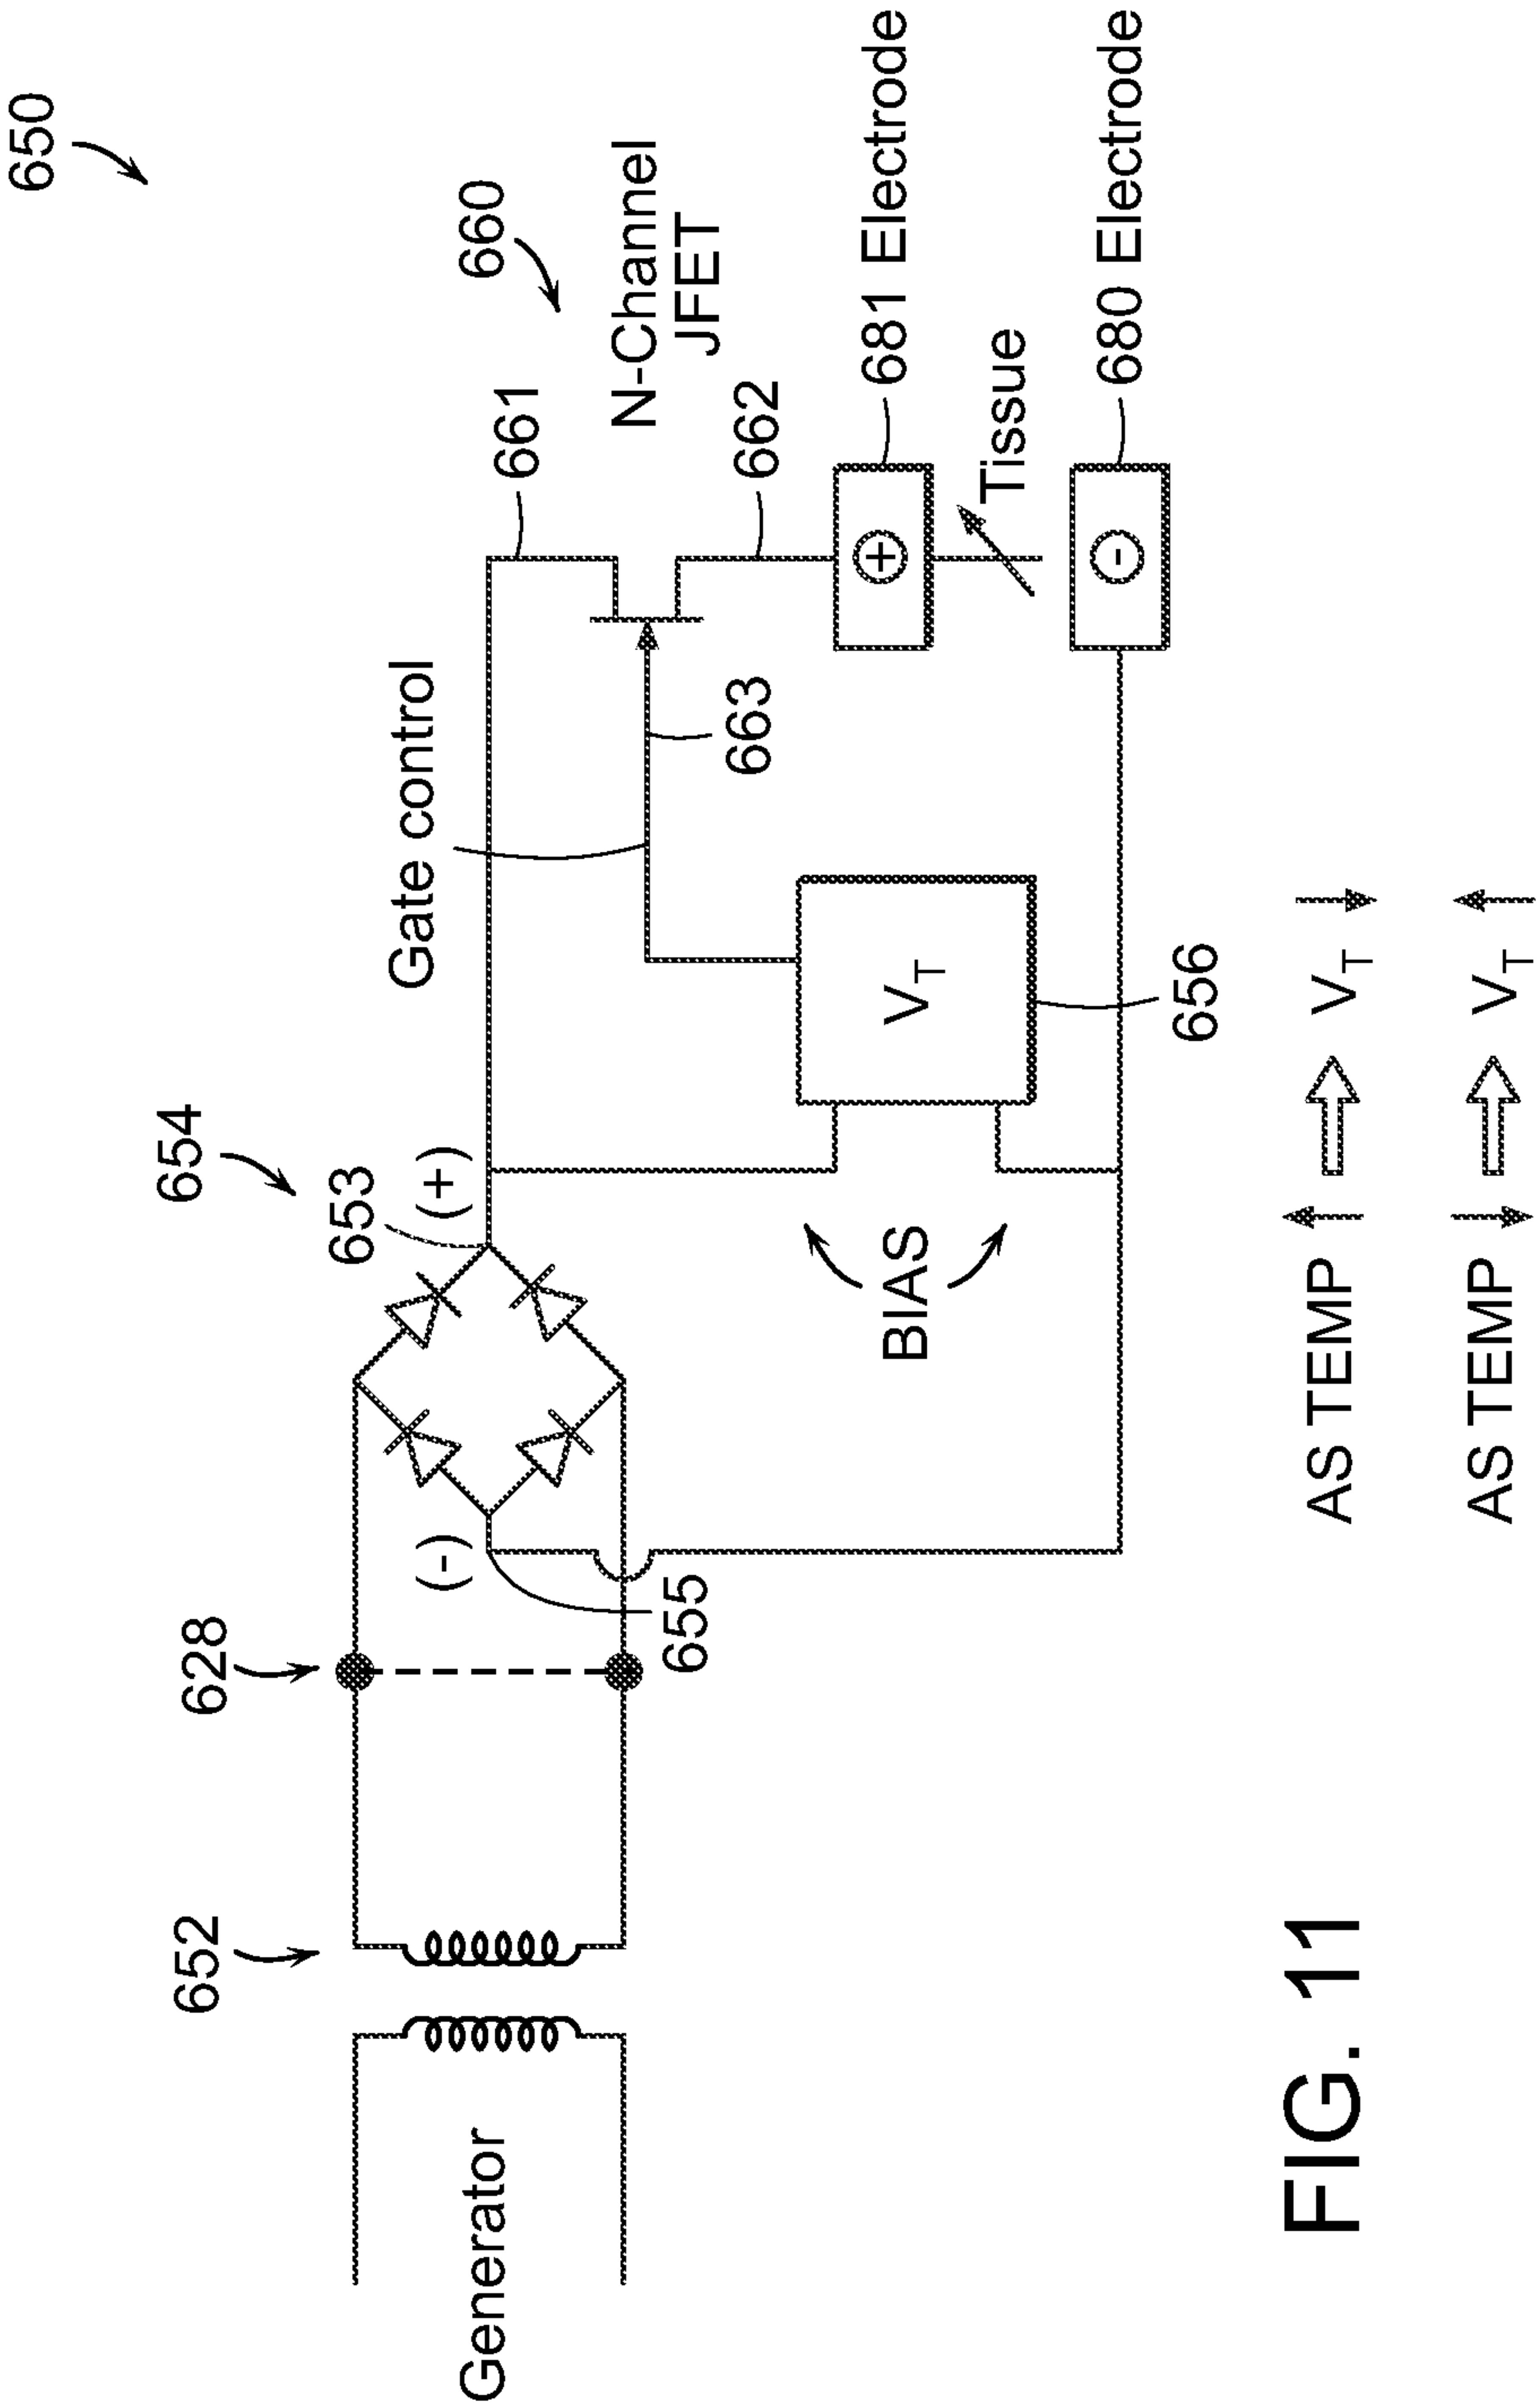 650
660
N-Channel
JFET
661
662
681 Electrode
Tissue
680 Electrode
+
-
Gate control
663
V_T
656
654
653
(+)
BIAS
(-)
655
628
652
Generator
AS TEMP ↑ ⇨ V_T ↓
AS TEMP ↓ ⇨ V_T ↑
FIG. 11